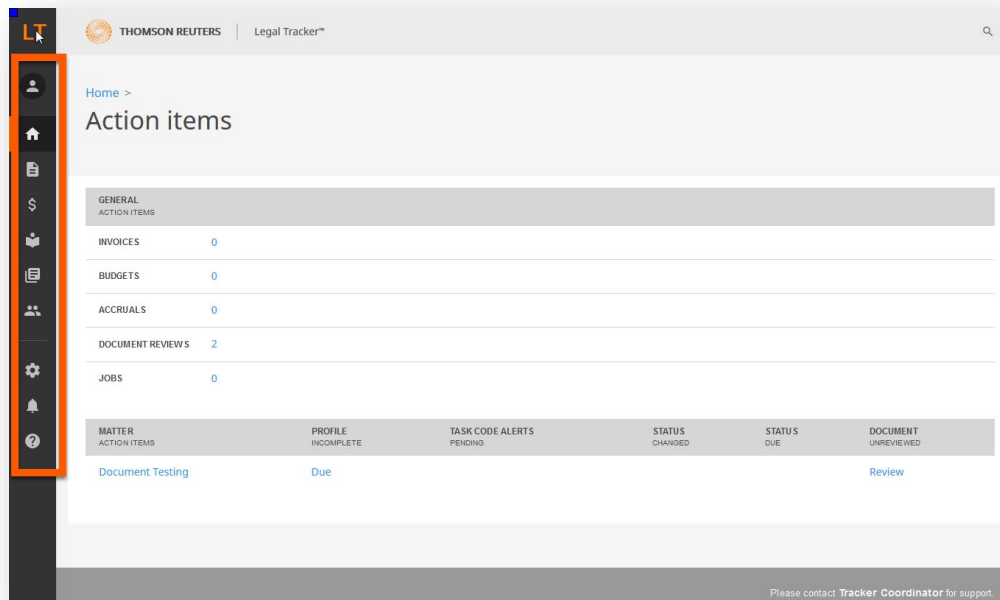 LT
THOMSON REUTERS | Legal Tracker™
Home >
Action items
GENERAL
ACTION ITEMS
INVOICES 0
BUDGETS 0
ACCRUALS 0
DOCUMENT REVIEWS 2
JOBS 0
MATTER PROFILE TASK CODE ALERTS STATUS STATUS DOCUMENT
ACTION ITEMS INCOMPLETE PENDING CHANGED DUE UNREVIEWED
Document Testing Due Review
Please contact Tracker Coordinator for support.